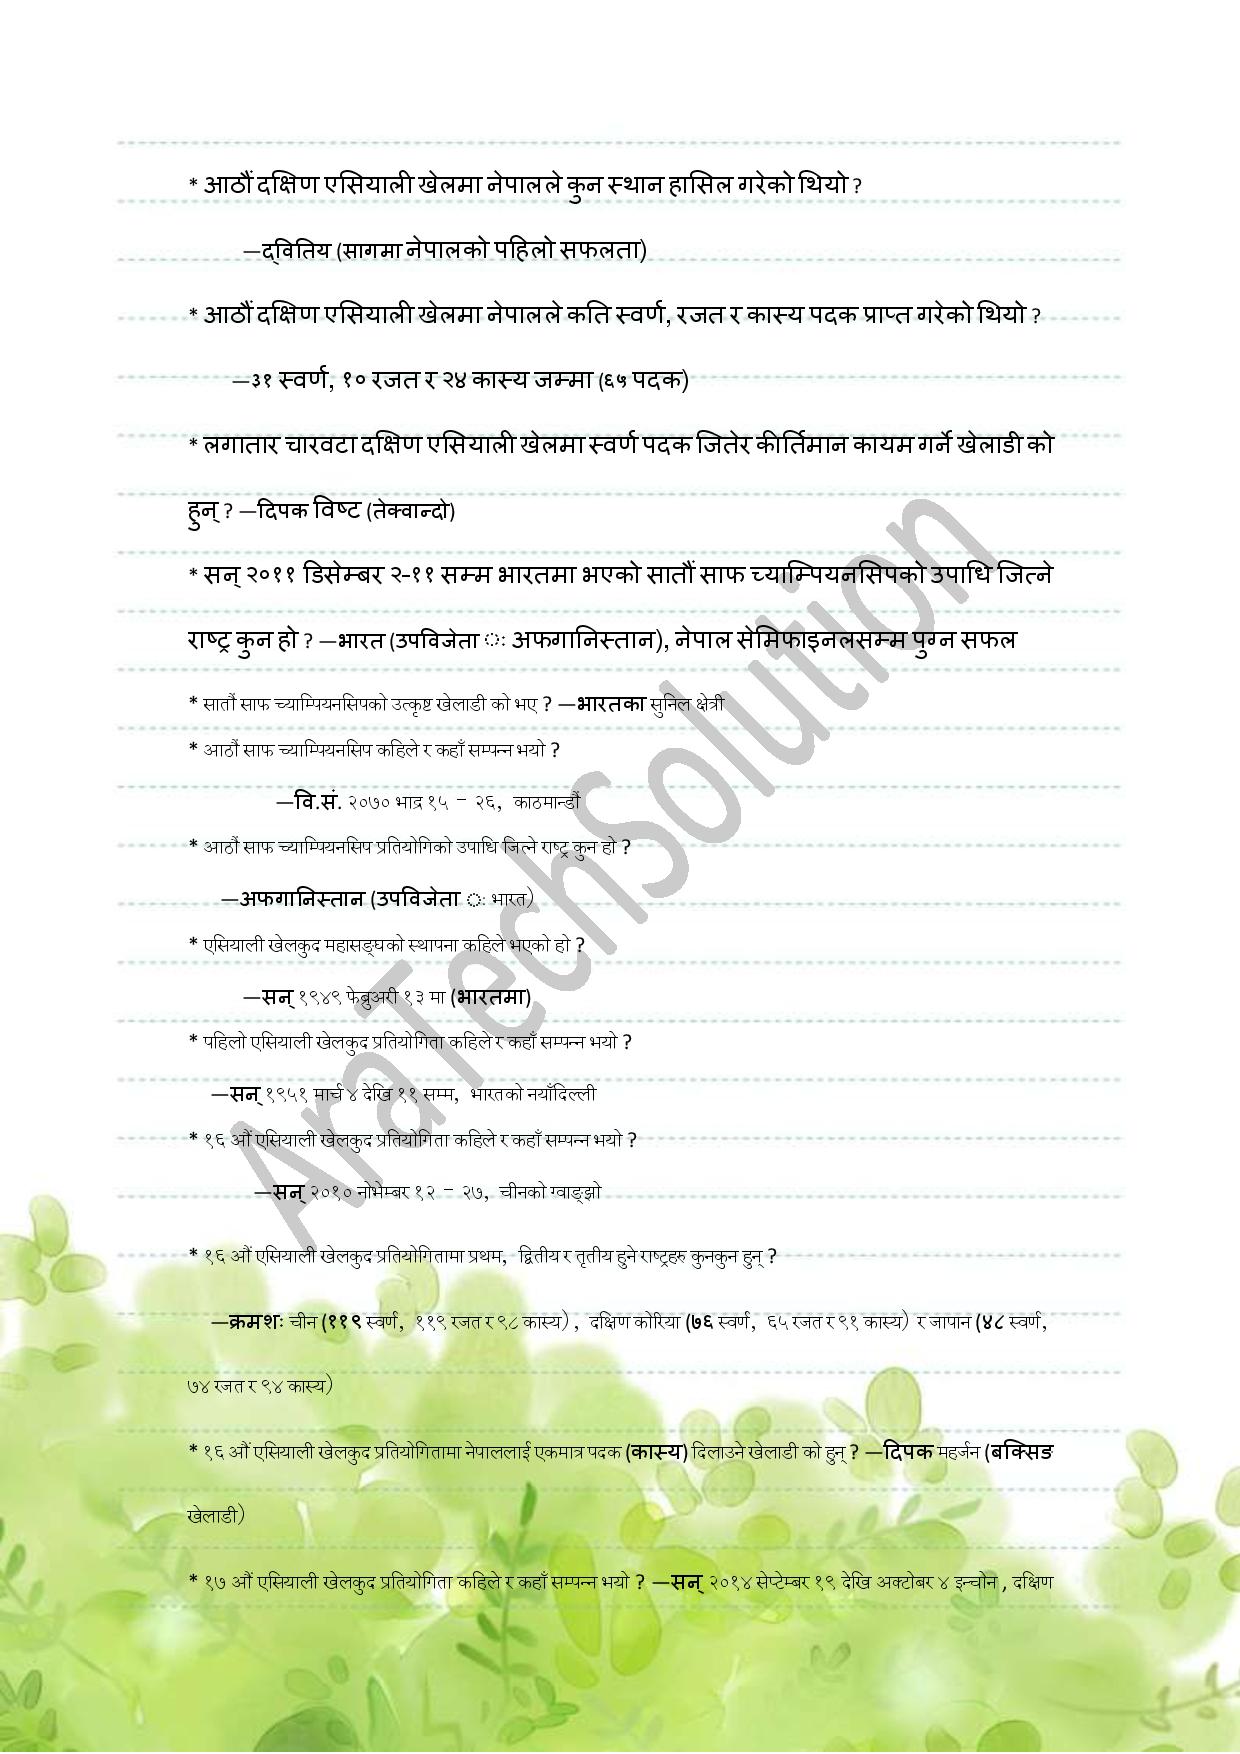 * आठौं दक्षिण एसियाली खेलमा नेपालले कुन स्थान हासिल गरेको थियो ?
—द्वितिय (सागमा नेपालको पहिलो सफलता)
* आठौं दक्षिण एसियाली खेलमा नेपालले कति स्वर्ण, रजत र कास्य पदक प्राप्त गरेको थियो ?
—३१ स्वर्ण, १० रजत र २४ कास्य जम्मा (६५ पदक)
* लगातार चारवटा दक्षिण एसियाली खेलमा स्वर्ण पदक जितेर कीर्तिमान कायम गर्ने खेलाडी को
हुन् ? —दिपक विष्ट (तेक्वान्दो)
* सन् २०११ डिसेम्बर २-११ सम्म भारतमा भएको सातौं साफ च्याम्पियनसिपको उपाधि जित्ने
राष्ट्र कुन हो ? —भारत (उपविजेता ः अफगानिस्तान), नेपाल सेमिफाइनलसम्म पुग्न सफल
* सातौं साफ च्याम्पियनसिपको उत्कृष्ट खेलाडी को भए ? —भारतका सुनिल क्षेत्री
* आठौं साफ च्याम्पियनसिप कहिले र कहाँ सम्पन्न भयो ?
—वि.सं. २०७० भाद्र १५ – २६, काठमान्डौं
* आठौं साफ च्याम्पियनसिप प्रतियोगिको उपाधि जित्ने राष्ट्र कुन हो ?
—अफगानिस्तान (उपविजेता ः भारत)
* एसियाली खेलकुद महासङ्घको स्थापना कहिले भएको हो ?
—सन् १९४९ फेब्रुअरी १३ मा (भारतमा)
* पहिलो एसियाली खेलकुद प्रतियोगिता कहिले र कहाँ सम्पन्न भयो ?
—सन् १९५१ मार्च ४ देखि ११ सम्म, भारतको नयाँदिल्ली
* १६ औं एसियाली खेलकुद प्रतियोगिता कहिले र कहाँ सम्पन्न भयो ?
—सन् २०१० नोभेम्बर १२ – २७, चीनको ग्वाङ्झो
* १६ औं एसियाली खेलकुद प्रतियोगितामा प्रथम, द्वितीय र तृतीय हुने राष्ट्रहरु कुनकुन हुन् ?
—क्रमशः चीन (११९ स्वर्ण, ११९ रजत र ९८ कास्य) , दक्षिण कोरिया (७६ स्वर्ण, ६५ रजत र ९१ कास्य) र जापान (४८ स्वर्ण,
७४ रजत र ९४ कास्य)
* १६ औं एसियाली खेलकुद प्रतियोगितामा नेपाललाई एकमात्र पदक (कास्य) दिलाउने खेलाडी को हुन् ? —दिपक महर्जन (बक्सिङ
खेलाडी)
* १७ औं एसियाली खेलकुद प्रतियोगिता कहिले र कहाँ सम्पन्न भयो ? —सन् २०१४ सेप्टेम्बर १९ देखि अक्टोबर ४ इन्चोन , दक्षिण
AraTechSolution